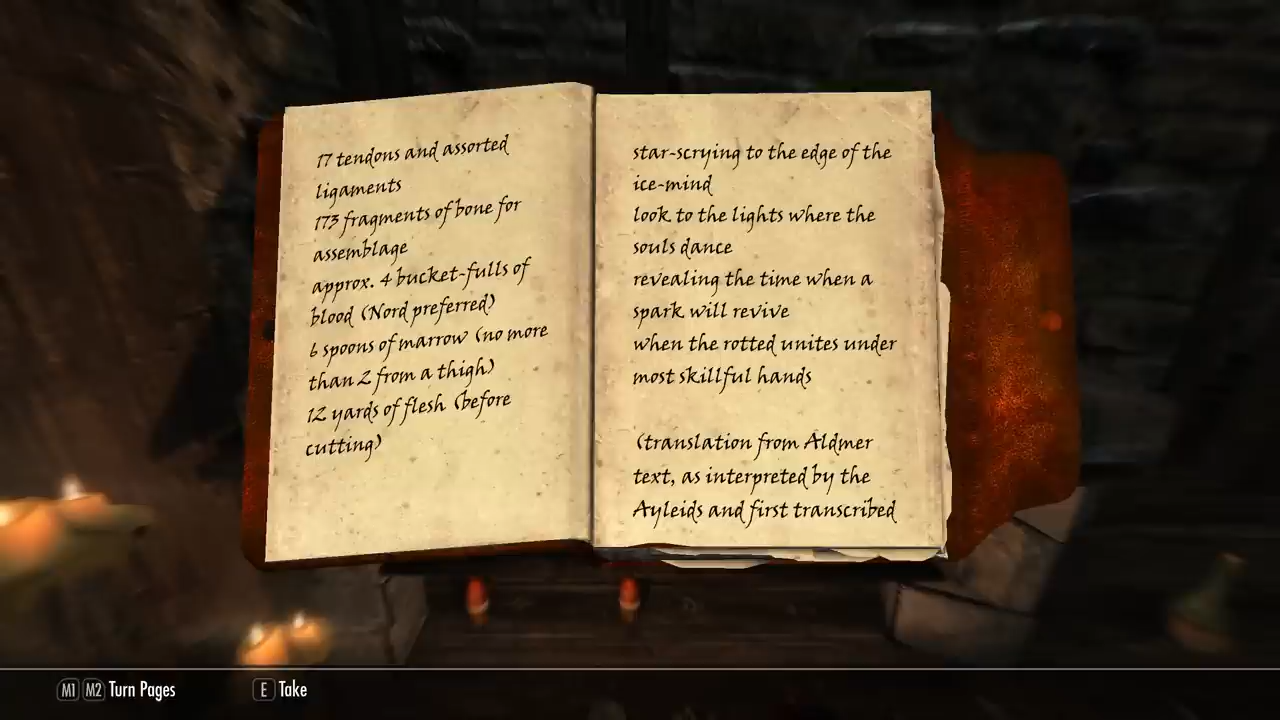 17 tendons and assorted
ligaments
173 fragments of bone for
assemblage
approx. 4 bucket-fulls of
blood (Nord preferred)
6 spoons of marrow (no more
than 2 from a thigh)
12 yards of flesh (before
cutting)
star-scrying to the edge of the
ice-mind
look to the lights where the
souls dance
revealing the time when a
spark will revive
when the rotted unites under
most skillful hands
(translation from Aldmer
text, as interpreted by the
Ayleids and first transcribed
M1 M2 Turn Pages
E Take